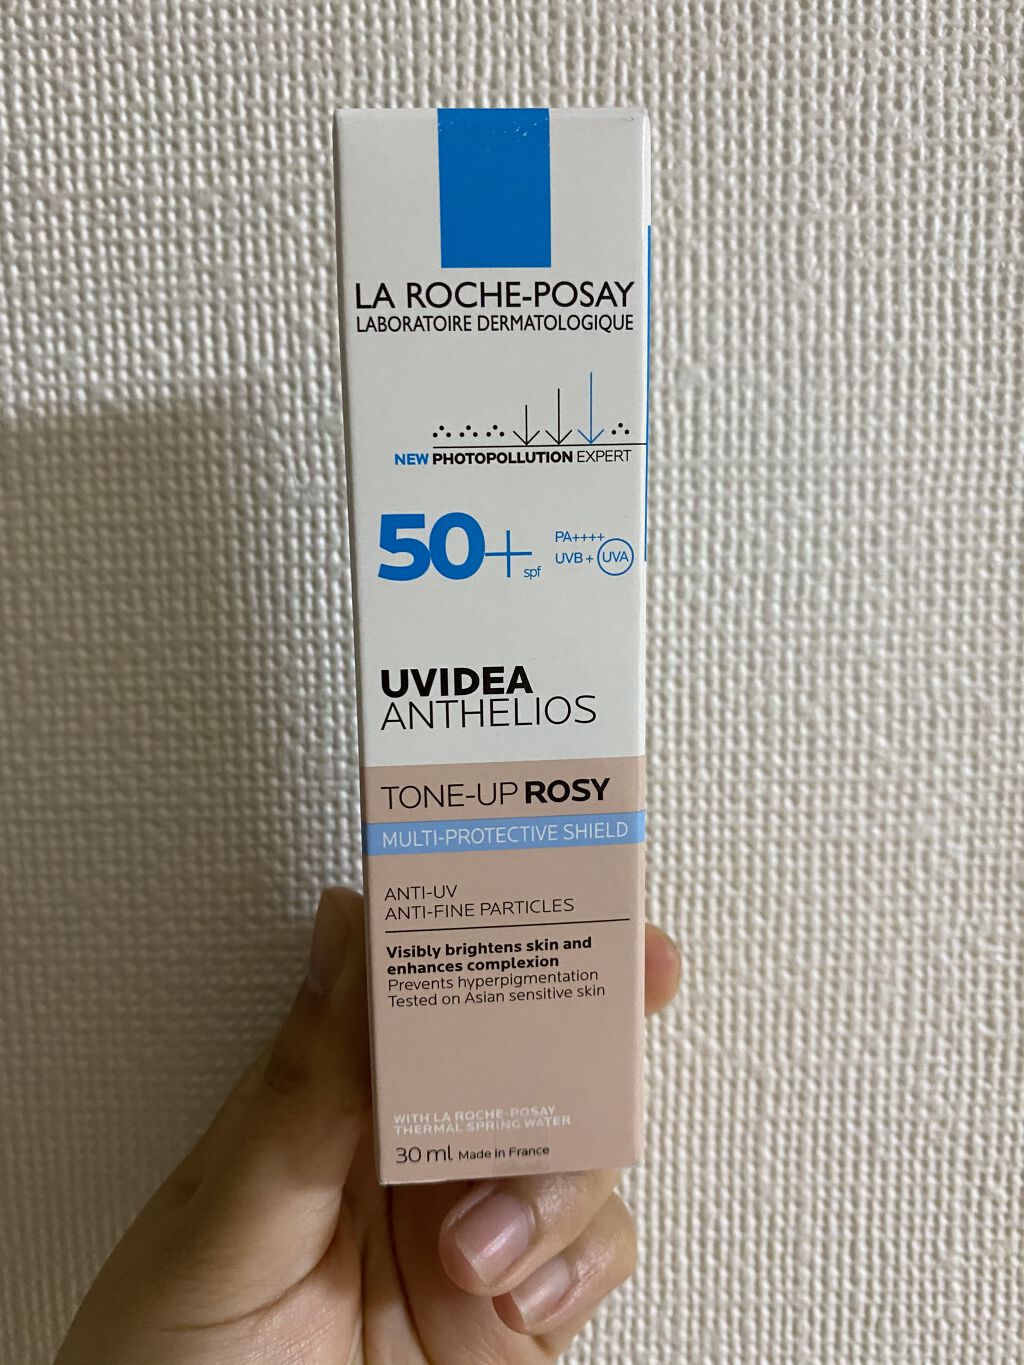 LA ROCHE-POSAY
LABORATOIRE DERMATOLOGIQUE
NEW PHOTOPOLLUTION EXPERT
50+ spf
PA++++
UVB + UVA
UVIDEA
ANTHELIOS
TONE-UP ROSY
MULTI-PROTECTIVE SHIELD
ANTI-UV
ANTI-FINE PARTICLES
Visibly brightens skin and
enhances complexion
Prevents hyperpigmentation
Tested on Asian sensitive skin
WITH LA ROCHE-POSAY
THERMAL SPRING WATER
30 ml Made in France